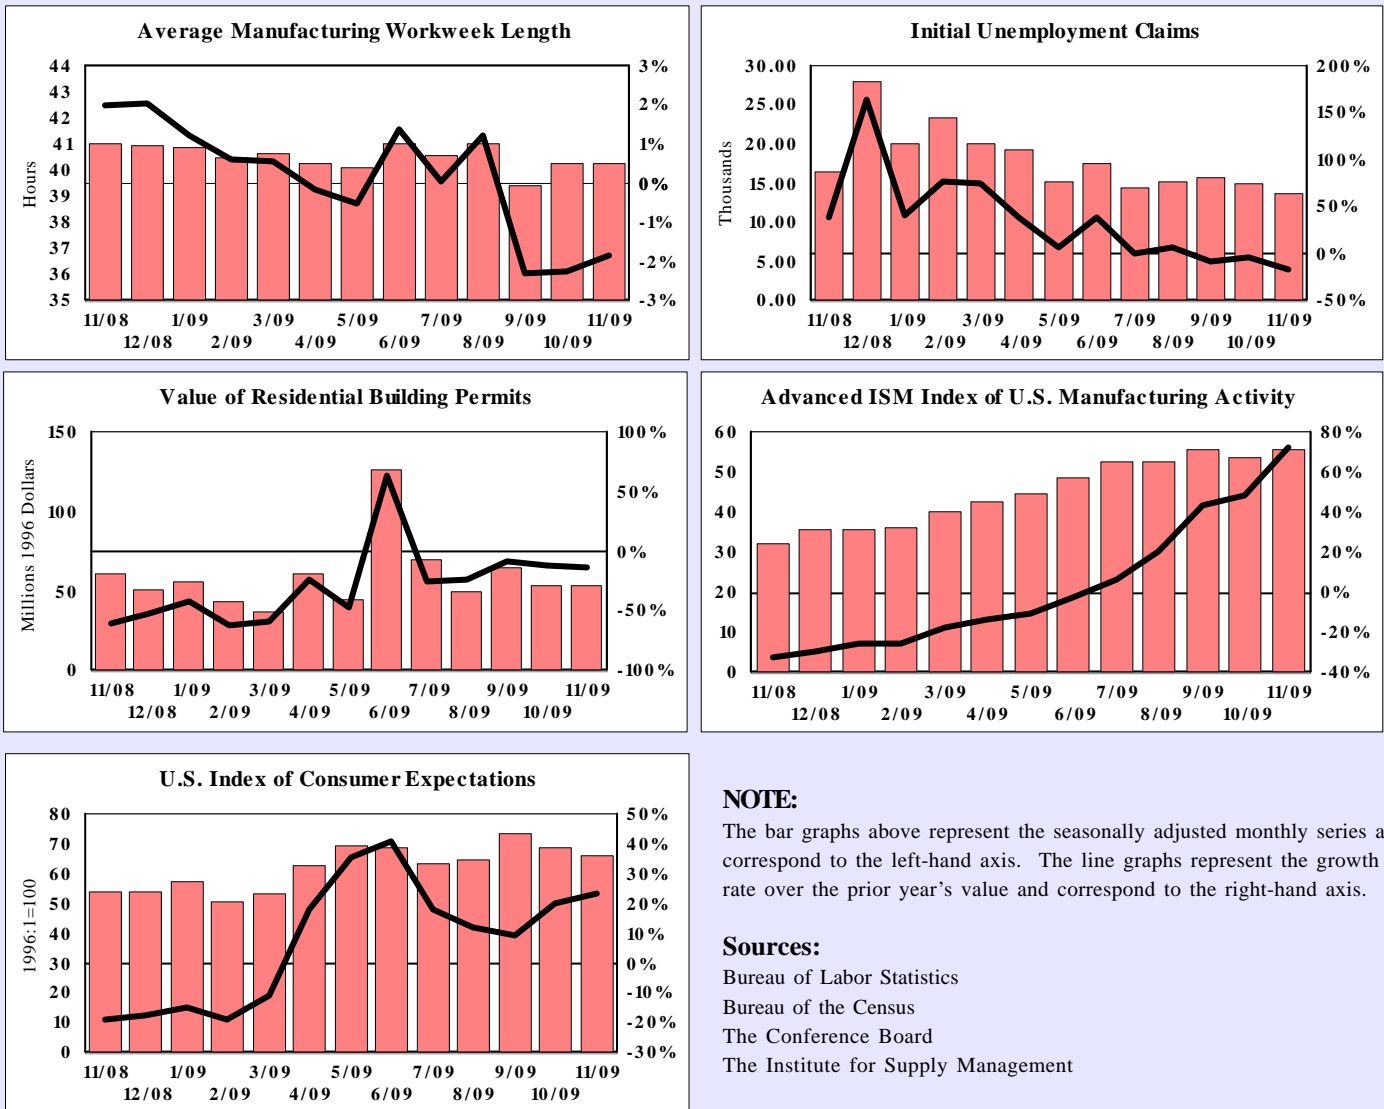 Average Manufacturing Workweek Length
44
43
42
41
40
39
38
37
36
35
Hours
3%
2%
1%
0%
-1%
-2%
-3%
11/08 1/09 3/09 5/09 7/09 9/09 11/09
12/08 2/09 4/09 6/09 8/09 10/09
Initial Unemployment Claims
30.00
25.00
20.00
15.00
10.00
5.00
0.00
Thousands
200%
150%
100%
50%
0%
-50%
11/08 1/09 3/09 5/09 7/09 9/09 11/09
12/08 2/09 4/09 6/09 8/09 10/09
Value of Residential Building Permits
150
100
50
0
Millions 1996 Dollars
100%
50%
0%
-50%
-100%
11/08 1/09 3/09 5/09 7/09 9/09 11/09
12/08 2/09 4/09 6/09 8/09 10/09
Advanced ISM Index of U.S. Manufacturing Activity
60
50
40
30
20
10
0
80%
60%
40%
20%
0%
-20%
-40%
11/08 1/09 3/09 5/09 7/09 9/09 11/09
12/08 2/09 4/09 6/09 8/09 10/09
U.S. Index of Consumer Expectations
80
70
60
50
40
30
20
10
0
1996:1=100
50%
40%
30%
20%
10%
0%
-10%
-20%
-30%
11/08 1/09 3/09 5/09 7/09 9/09 11/09
12/08 2/09 4/09 6/09 8/09 10/09
NOTE:
The bar graphs above represent the seasonally adjusted monthly series a
correspond to the left-hand axis. The line graphs represent the growth
rate over the prior year's value and correspond to the right-hand axis.
Sources:
Bureau of Labor Statistics
Bureau of the Census
The Conference Board
The Institute for Supply Management